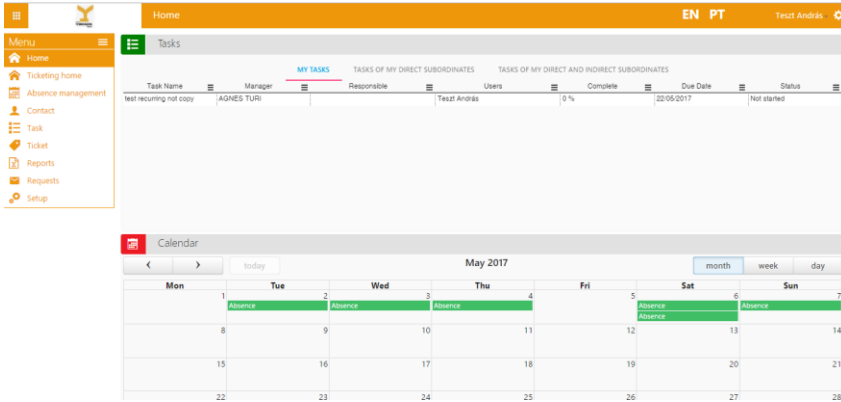 Home
EN PT
Teszt András
Menu
Home
Ticketing home
Absence management
Contact
Task
Ticket
Reports
Requests
Setup
Tasks
MY TASKS TASKS OF MY DIRECT SUBORDINATES TASKS OF MY DIRECT AND INDIRECT SUBORDINATES
Task Name Manager Responsible Users Complete Due Date Status
test recurring not copy AGNES TURI Teszt András 0 % 22/05/2017 Not started
Calendar
today May 2017 month week day
Mon Tue Wed Thu Fri Sat Sun
1 2 3 4 5 6 7
Absence Absence Absence Absence Absence
Absence
8 9 10 11 12 13 14
15 16 17 18 19 20 21
22 23 24 25 26 27 28